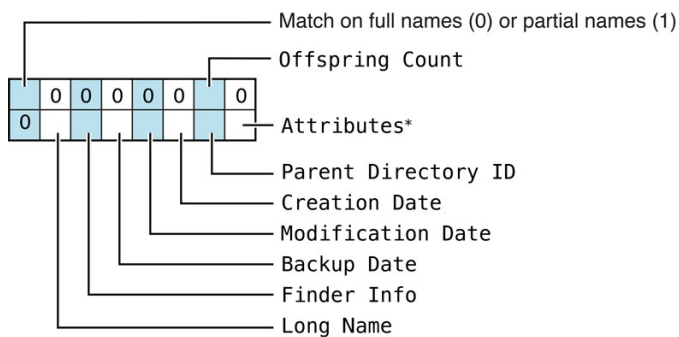 Match on full names (0) or partial names (1)
Offspring Count
0 0 0 0 0 0
0
Attributes*
Parent Directory ID
Creation Date
Modification Date
Backup Date
Finder Info
Long Name